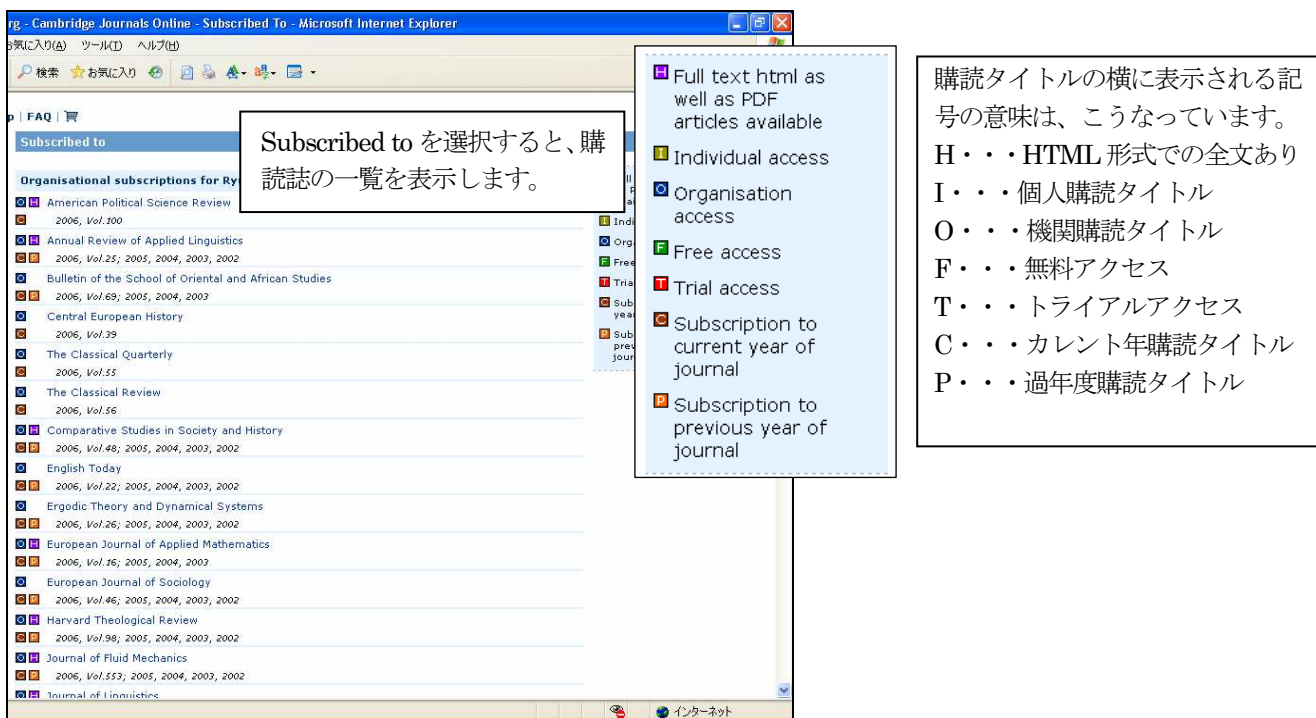 rg - Cambridge Journals Online - Subscribed To - Microsoft Internet Explorer
お気に入り(A) ツール(T) ヘルプ(H)
検索 お気に入り
p | FAQ |
Subscribed to
Subscribed to を選択すると、購
読誌の一覧を表示します。
Organisational subscriptions for Ry
O H American Political Science Review
C 2006, Vol.100
O H Annual Review of Applied Linguistics
C P 2006, Vol.25; 2005, 2004, 2003, 2002
O Bulletin of the School of Oriental and African Studies
C P 2006, Vol.69; 2005, 2004, 2003
O Central European History
C 2006, Vol.39
O The Classical Quarterly
C 2006, Vol.55
O The Classical Review
C 2006, Vol.56
O H Comparative Studies in Society and History
C P 2006, Vol.48; 2005, 2004, 2003, 2002
O English Today
C P 2006, Vol.22; 2005, 2004, 2003, 2002
O Ergodic Theory and Dynamical Systems
C P 2006, Vol.26; 2005, 2004, 2003, 2002
O H European Journal of Applied Mathematics
C P 2006, Vol.16; 2005, 2004, 2003
O European Journal of Sociology
C P 2006, Vol.46; 2005, 2004, 2003, 2002
O H Harvard Theological Review
C P 2006, Vol.98; 2005, 2004, 2003, 2002
O H Journal of Fluid Mechanics
C P 2006, Vol.553; 2005, 2004, 2003, 2002
O H Journal of Linguistics
I Indi
O Org
F Free
T Tria
C Sub
yea
P Sub
prev
jour
H Full text html as
well as PDF
articles available
I Individual access
O Organisation
access
F Free access
T Trial access
C Subscription to
current year of
journal
P Subscription to
previous year of
journal
購読タイトルの横に表示される記
号の意味は、こうなっています。
H・・・HTML 形式での全文あり
I・・・個人購読タイトル
O・・・機関購読タイトル
F・・・無料アクセス
T・・・トライアルアクセス
C・・・カレント年購読タイトル
P・・・過年度購読タイトル
インターネット